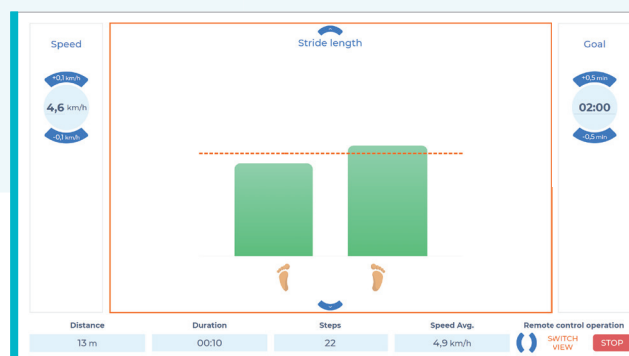 Speed
+0,1 km/h
4,6 km/h
-0,1 km/h
Stride length
Goal
+0,5 min
02:00
-0,5 min
Distance
13 m
Duration
00:10
Steps
22
Speed Avg.
4,9 km/h
Remote control operation
SWITCH
VIEW
STOP